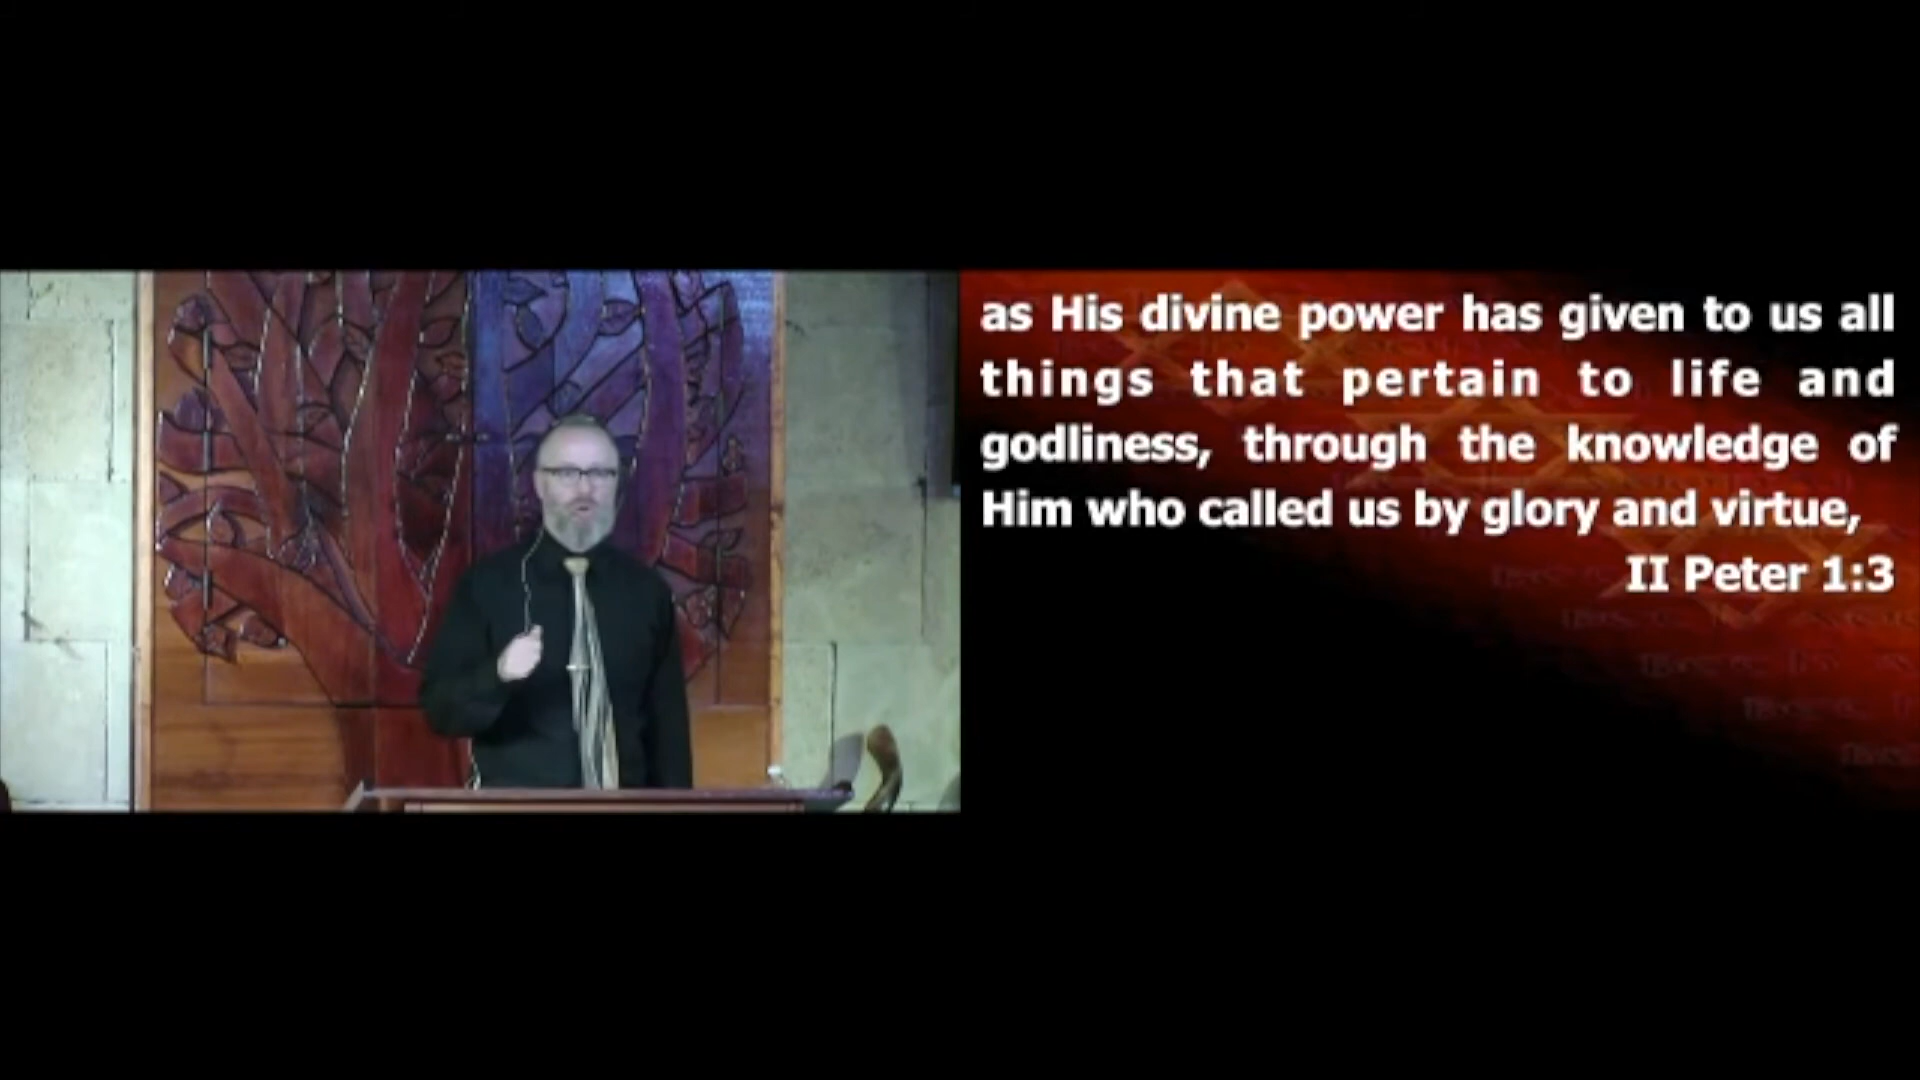 as His divine power has given to us all
things that pertain to life and
godliness, through the knowledge of
Him who called us by glory and virtue,
II Peter 1:3